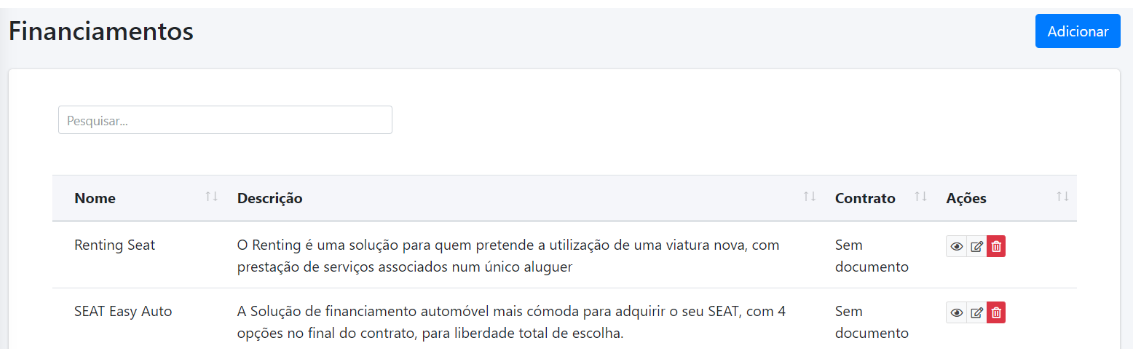 Financiamentos
Adicionar
Pesquisar...
Nome Descrição Contrato Ações
Renting Seat O Renting é uma solução para quem pretende a utilização de uma viatura nova, com Sem
prestação de serviços associados num único aluguer documento
SEAT Easy Auto A Solução de financiamento automóvel mais cómoda para adquirir o seu SEAT, com 4 Sem
opções no final do contrato, para liberdade total de escolha. documento